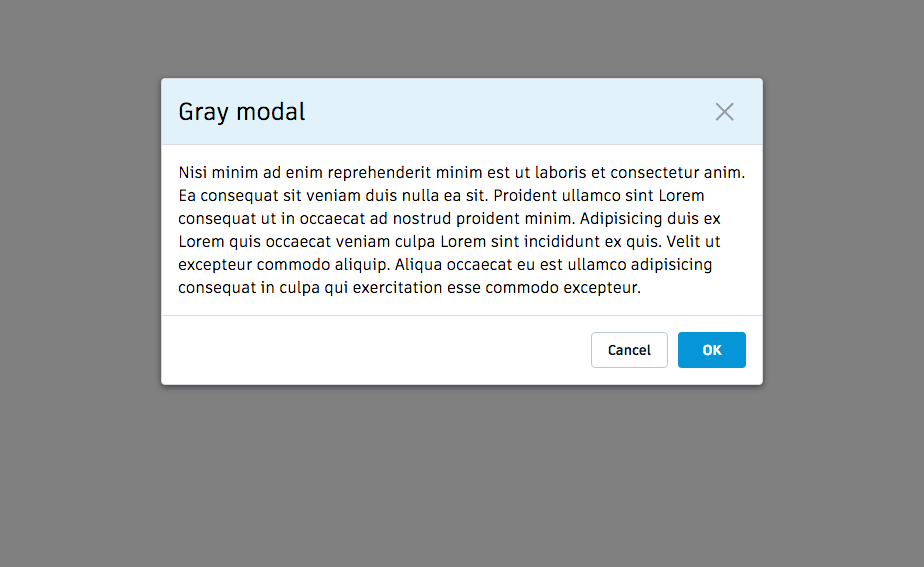 Gray modal
Nisi minim ad enim reprehenderit minim est ut laboris et consectetur anim.
Ea consequat sit veniam duis nulla ea sit. Proident ullamco sint Lorem
consequat ut in occaecat ad nostrud proident minim. Adipisicing duis ex
Lorem quis occaecat veniam culpa Lorem sint incididunt ex quis. Velit ut
excepteur commodo aliquip. Aliqua occaecat eu est ullamco adipisicing
consequat in culpa qui exercitation esse commodo excepteur.
Cancel OK